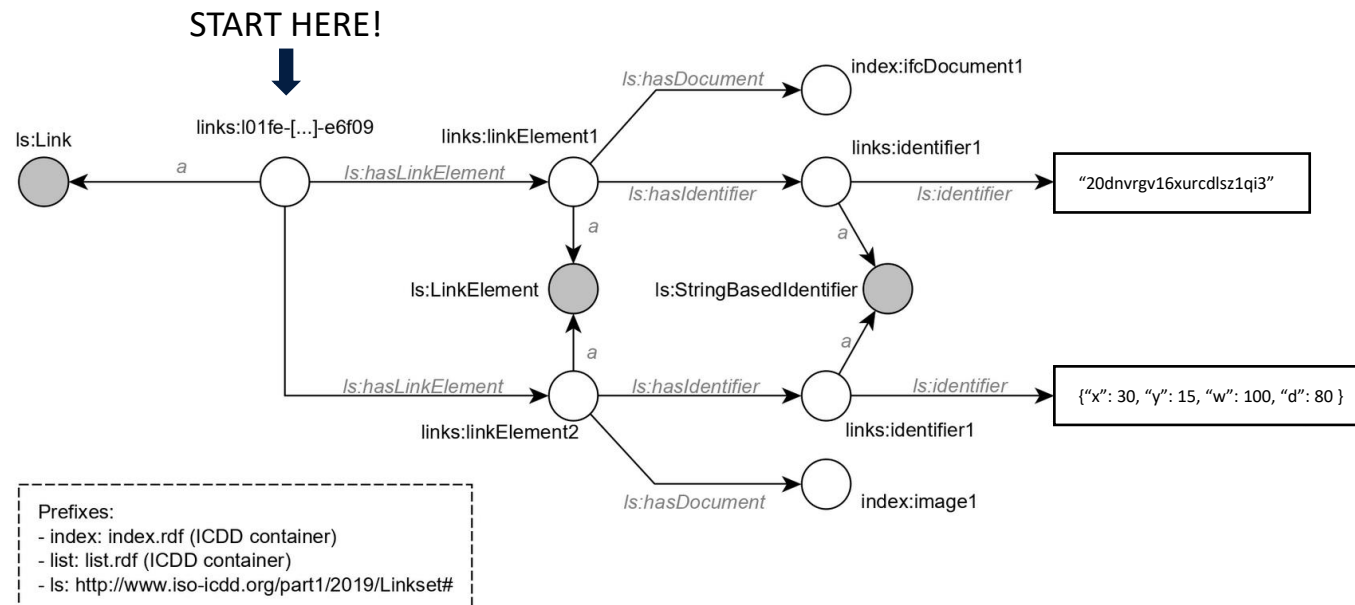 START HERE!
ls:hasDocument
index:ifcDocument1
links:l01fe-[...]-e6f09
links:linkElement1
links:identifier1
ls:Link
a
ls:hasLinkElement
ls:hasIdentifier
ls:identifier
“20dnvrgv16xurcdlsz1qi3”
a
a
ls:LinkElement
ls:StringBasedIdentifier
a
a
ls:hasLinkElement
ls:hasIdentifier
ls:identifier
{“x”: 30, “y”: 15, “w”: 100, “d”: 80 }
links:linkElement2
links:identifier1
ls:hasDocument
index:image1
Prefixes:
- index: index.rdf (ICDD container)
- list: list.rdf (ICDD container)
- ls: http://www.iso-icdd.org/part1/2019/Linkset#